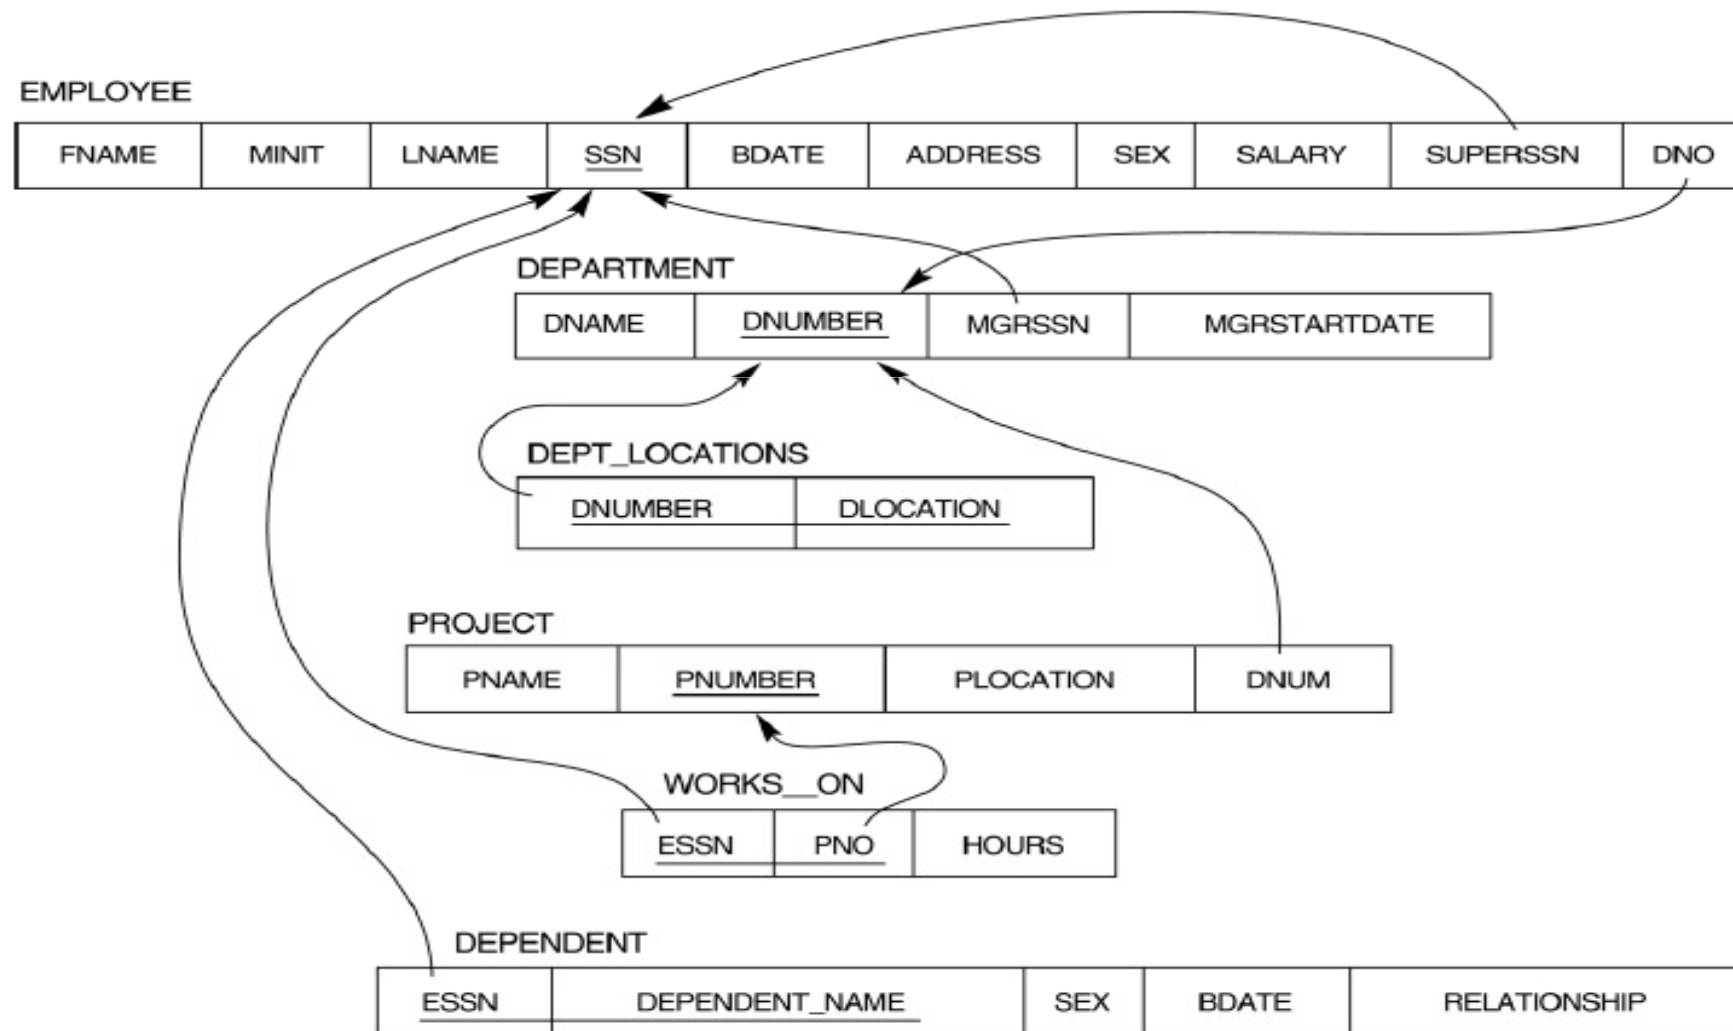 EMPLOYEE
FNAME MINIT LNAME SSN BDATE ADDRESS SEX SALARY SUPERSSN DNO
DEPARTMENT
DNAME DNUMBER MGRSSN MGRSTARTDATE
DEPT_LOCATIONS
DNUMBER DLOCATION
PROJECT
PNAME PNUMBER PLOCATION DNUM
WORKS__ON
ESSN PNO HOURS
DEPENDENT
ESSN DEPENDENT_NAME SEX BDATE RELATIONSHIP